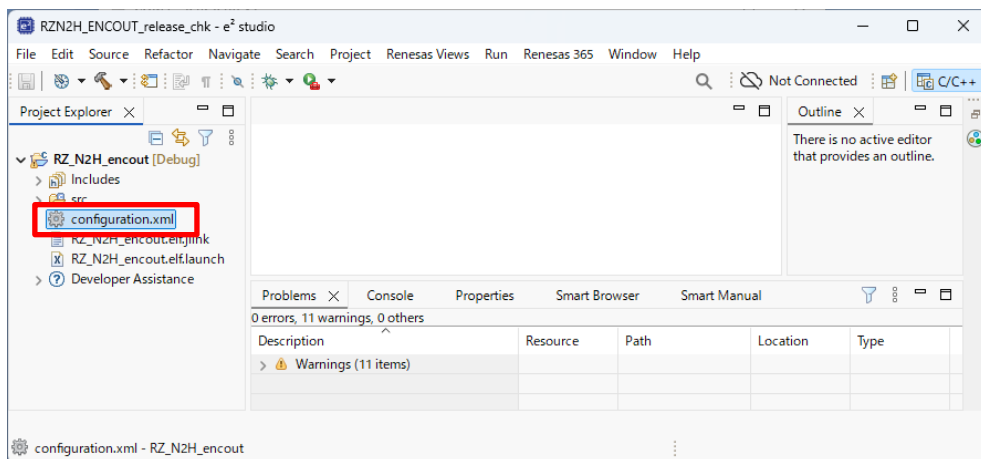 RZN2H_ENCOUT_release_chk - e² studio
File Edit Source Refactor Navigate Search Project Renesas Views Run Renesas 365 Window Help
Not Connected C/C++
Project Explorer
Outline
There is no active editor
that provides an outline.
RZ_N2H_encout [Debug]
Includes
src
configuration.xml
RZ_N2H_encout.elf.jlink
RZ_N2H_encout.elf.launch
Developer Assistance
Problems Console Properties Smart Browser Smart Manual
0 errors, 11 warnings, 0 others
Description Resource Path Location Type
Warnings (11 items)
configuration.xml - RZ_N2H_encout